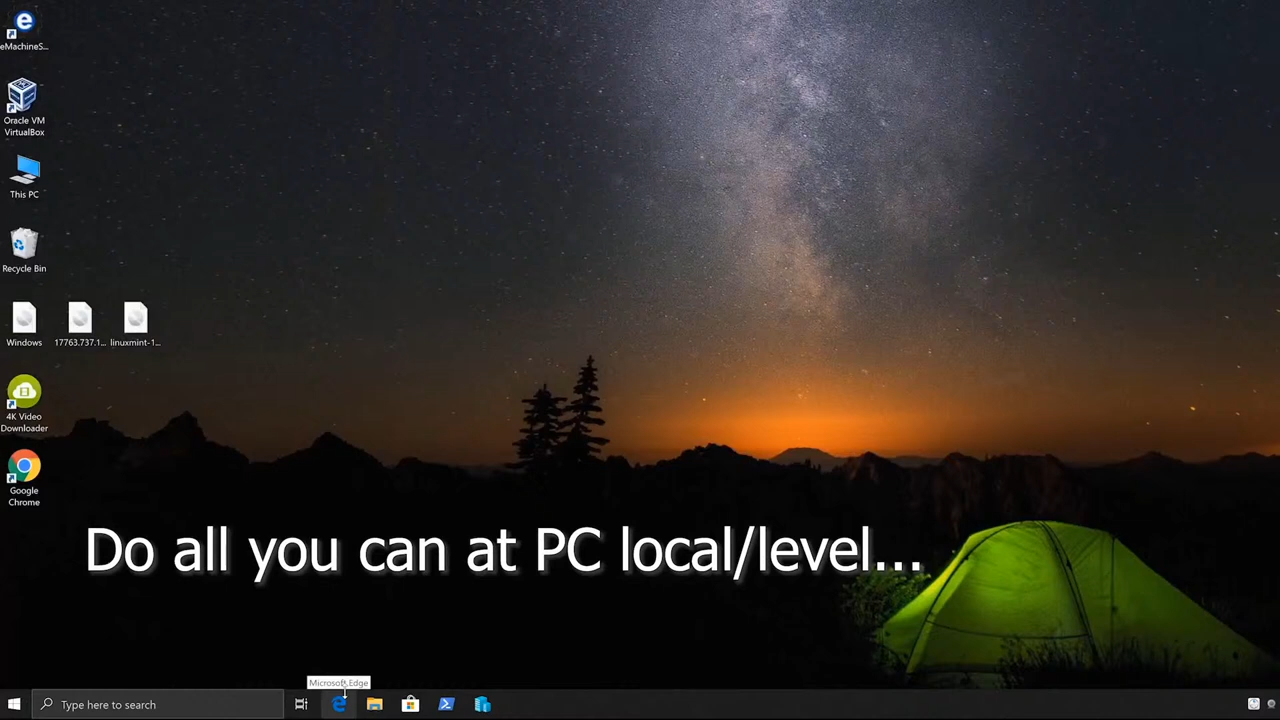 eMachineS...
Oracle VM
VirtualBox
This PC
Recycle Bin
Windows
17763.737.1...
linuxmint-1...
4K Video
Downloader
Google
Chrome
Do all you can at PC local/level...
Microsoft Edge
Type here to search